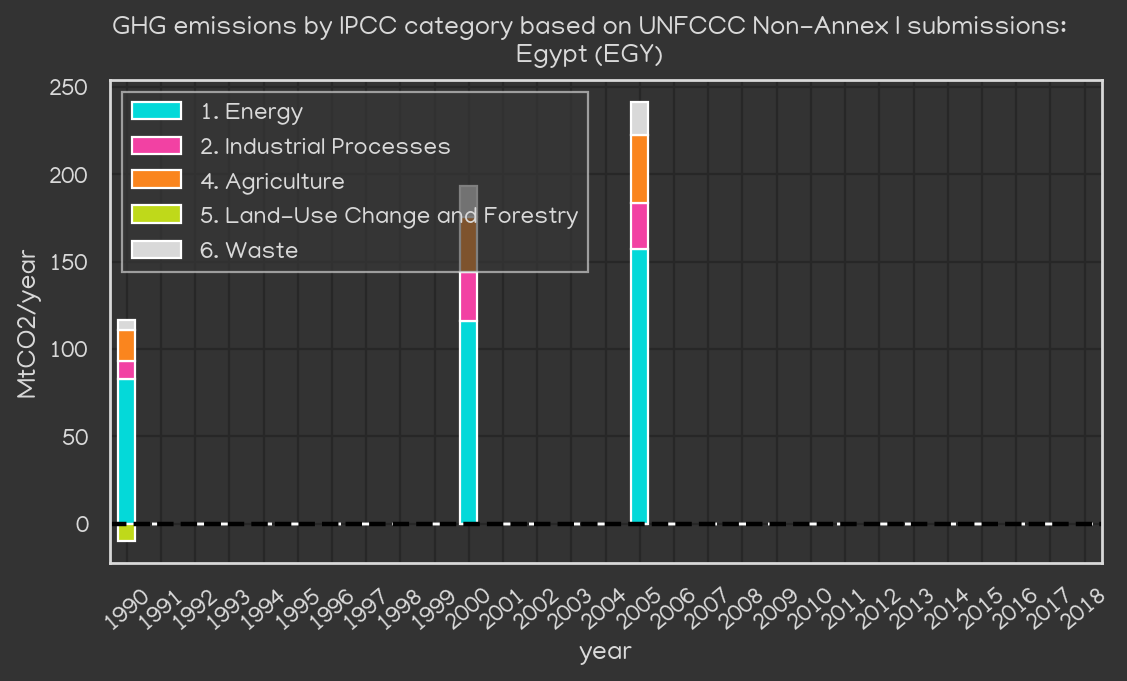 GHG emissions by IPCC category based on UNFCCC Non-Annex I submissions:
Egypt (EGY)
250
200
150
100
50
0
MtCO2/year
1. Energy
2. Industrial Processes
4. Agriculture
5. Land-Use Change and Forestry
6. Waste
1990 1991 1992 1993 1994 1995 1996 1997 1998 1999 2000 2001 2002 2003 2004 2005 2006 2007 2008 2009 2010 2011 2012 2013 2014 2015 2016 2017 2018
year